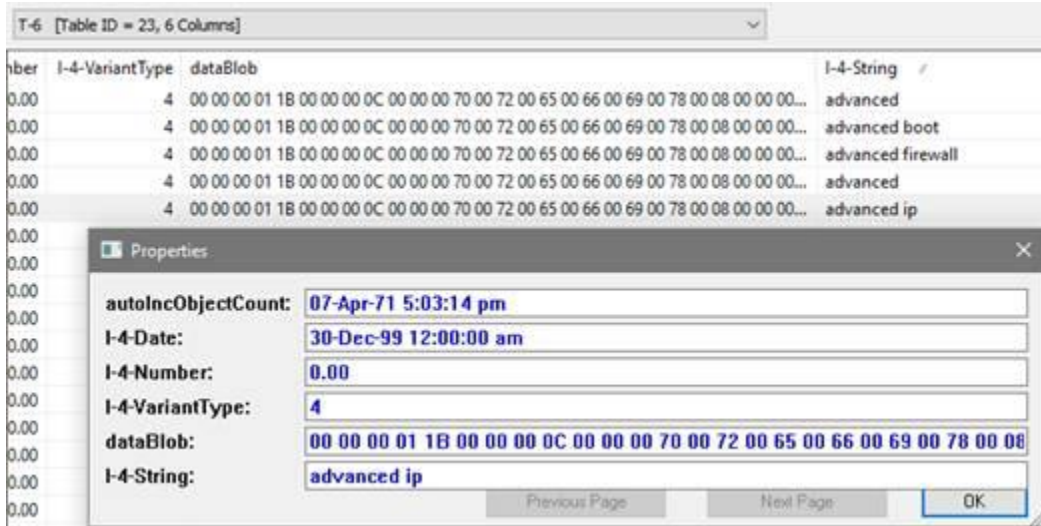 T-6 [Table ID = 23, 6 Columns]
nber I-4-VariantType dataBlob I-4-String
0.00 4 00 00 00 01 1B 00 00 00 0C 00 00 00 70 00 72 00 65 00 66 00 69 00 78 00 08 00 00 00... advanced
0.00 4 00 00 00 01 1B 00 00 00 0C 00 00 00 70 00 72 00 65 00 66 00 69 00 78 00 08 00 00 00... advanced boot
0.00 4 00 00 00 01 1B 00 00 00 0C 00 00 00 70 00 72 00 65 00 66 00 69 00 78 00 08 00 00 00... advanced firewall
0.00 4 00 00 00 01 1B 00 00 00 0C 00 00 00 70 00 72 00 65 00 66 00 69 00 78 00 08 00 00 00... advanced
0.00 4 00 00 00 01 1B 00 00 00 0C 00 00 00 70 00 72 00 65 00 66 00 69 00 78 00 08 00 00 00... advanced ip
0.00
0.00
0.00
0.00
0.00
0.00
0.00
0.00
0.00
0.00
0.00
Properties
autoIncObjectCount: 07-Apr-71 5:03:14 pm
I-4-Date: 30-Dec-99 12:00:00 am
I-4-Number: 0.00
I-4-VariantType: 4
dataBlob: 00 00 00 01 1B 00 00 00 0C 00 00 00 70 00 72 00 65 00 66 00 69 00 78 00 08
I-4-String: advanced ip
Previous Page Next Page OK